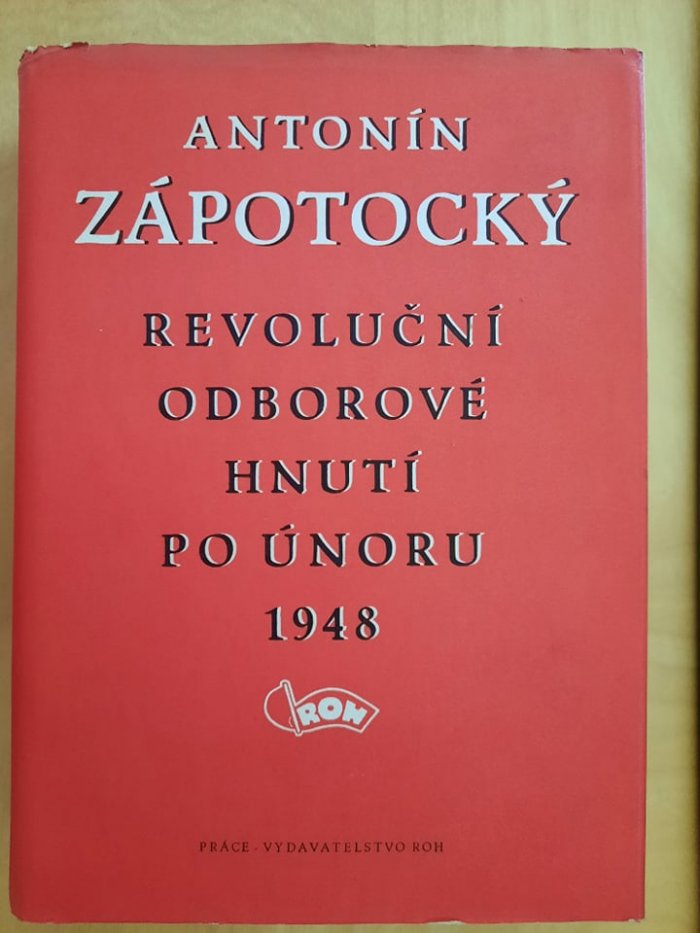 ANTONÍN
ZÁPOTOCKÝ
REVOLUČNÍ
ODBOROVÉ
HNUTÍ
PO ÚNORU
1948
ROH
PRÁCE - VYDAVATELSTVO ROH